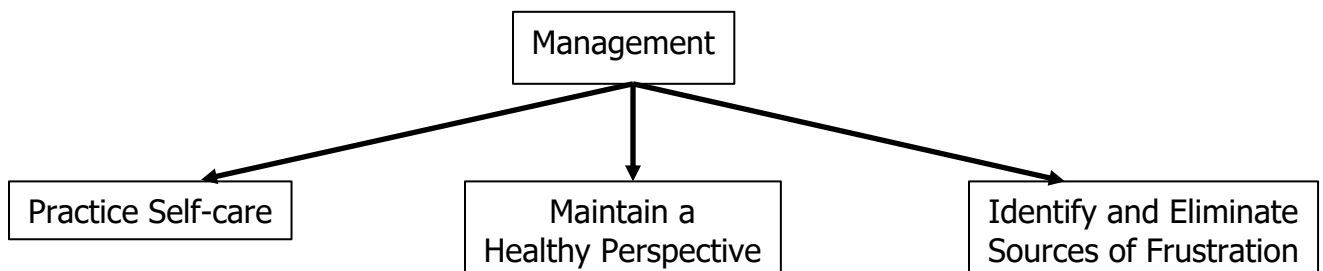 Management
Practice Self-care
Maintain a
Healthy Perspective
Identify and Eliminate
Sources of Frustration